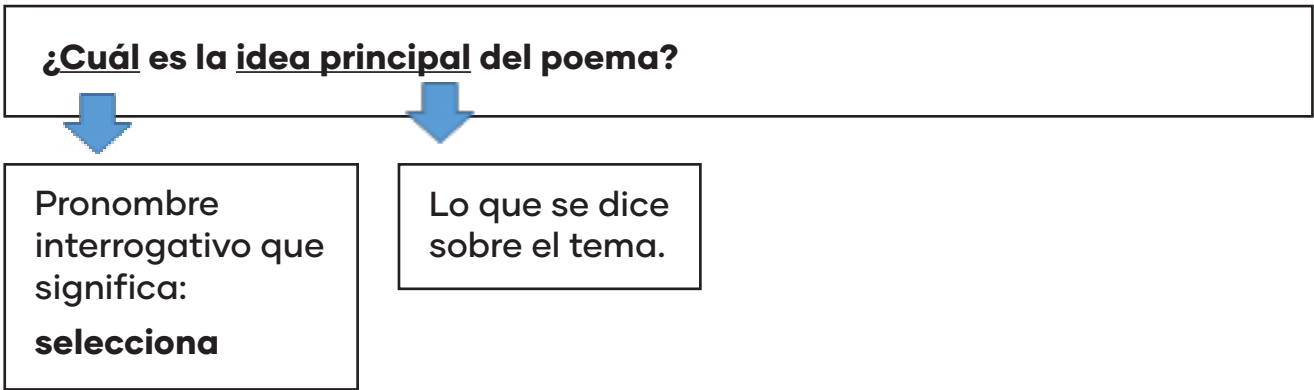 ¿Cuál es la idea principal del poema?
Pronombre
interrogativo que
significa:
selecciona
Lo que se dice
sobre el tema.